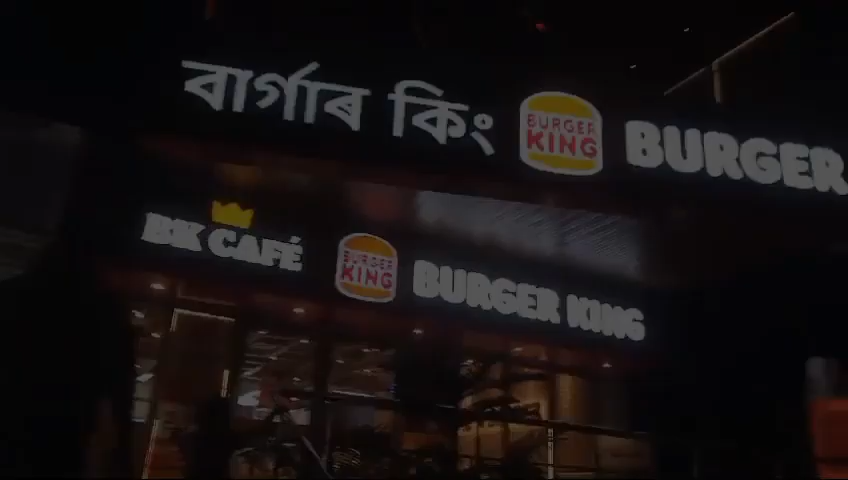 বাৰ্গাৰ কিং BURGER KING BURGER
BK CAFÉ BURGER KING BURGER KING